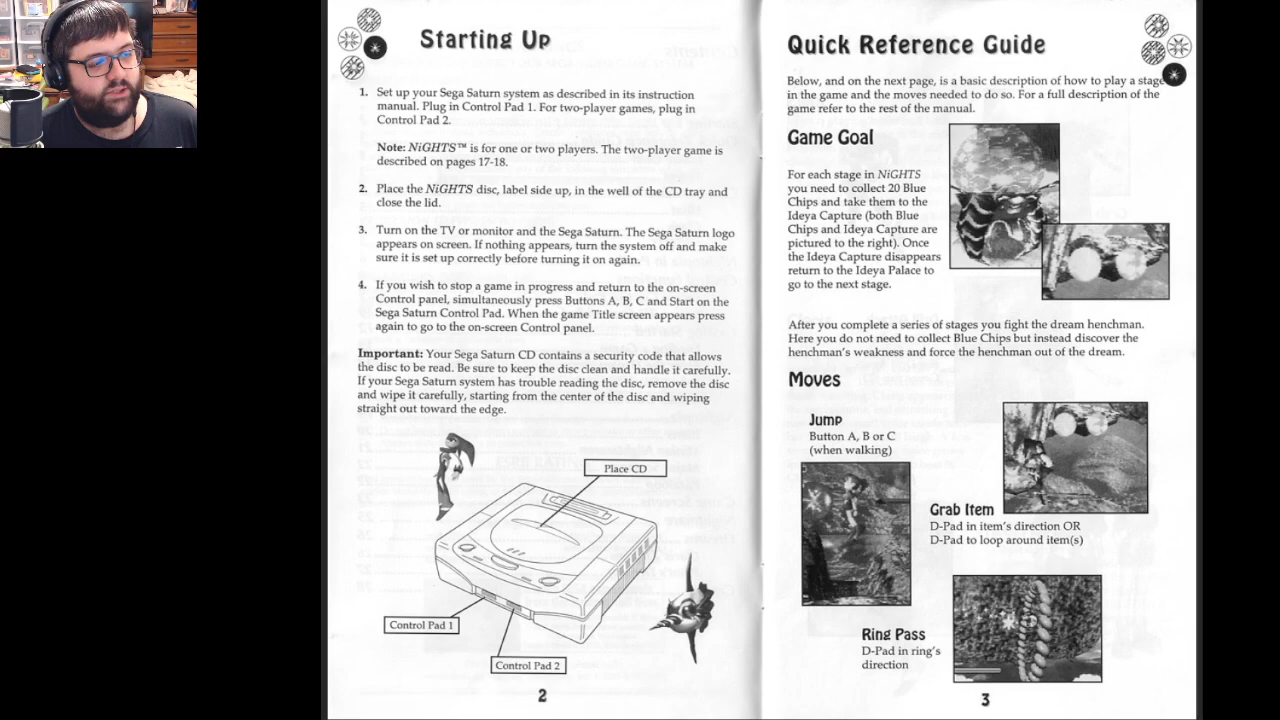 Starting Up
1. Set up your Sega Saturn system as described in its instruction
manual. Plug in Control Pad 1. For two-player games, plug in
Control Pad 2.
Note: NiGHTS™ is for one or two players. The two-player game is
described on pages 17-18.
2. Place the NiGHTS disc, label side up, in the well of the CD tray and
close the lid.
3. Turn on the TV or monitor and the Sega Saturn. The Sega Saturn logo
appears on screen. If nothing appears, turn the system off and make
sure it is set up correctly before turning it on again.
4. If you wish to stop a game in progress and return to the on-screen
Control panel, simultaneously press Buttons A, B, C and Start on the
Sega Saturn Control Pad. When the game Title screen appears press
again to go to the on-screen Control panel.
Important: Your Sega Saturn CD contains a security code that allows
the disc to be read. Be sure to keep the disc clean and handle it carefully.
If your Sega Saturn system has trouble reading the disc, remove the disc
and wipe it carefully, starting from the center of the disc and wiping
straight out toward the edge.
Place CD
Control Pad 1
Control Pad 2
2
Quick Reference Guide
Below, and on the next page, is a basic description of how to play a stage
in the game and the moves needed to do so. For a full description of the
game refer to the rest of the manual.
Game Goal
For each stage in NiGHTS
you need to collect 20 Blue
Chips and take them to the
Ideya Capture (both Blue
Chips and Ideya Capture are
pictured to the right). Once
the Ideya Capture disappears
return to the Ideya Palace to
go to the next stage.
After you complete a series of stages you fight the dream henchman.
Here you do not need to collect Blue Chips but instead discover the
henchman's weakness and force the henchman out of the dream.
Moves
Jump
Button A, B or C
(when walking)
Grab Item
D-Pad in item's direction OR
D-Pad to loop around item(s)
Ring Pass
D-Pad in ring's
direction
3